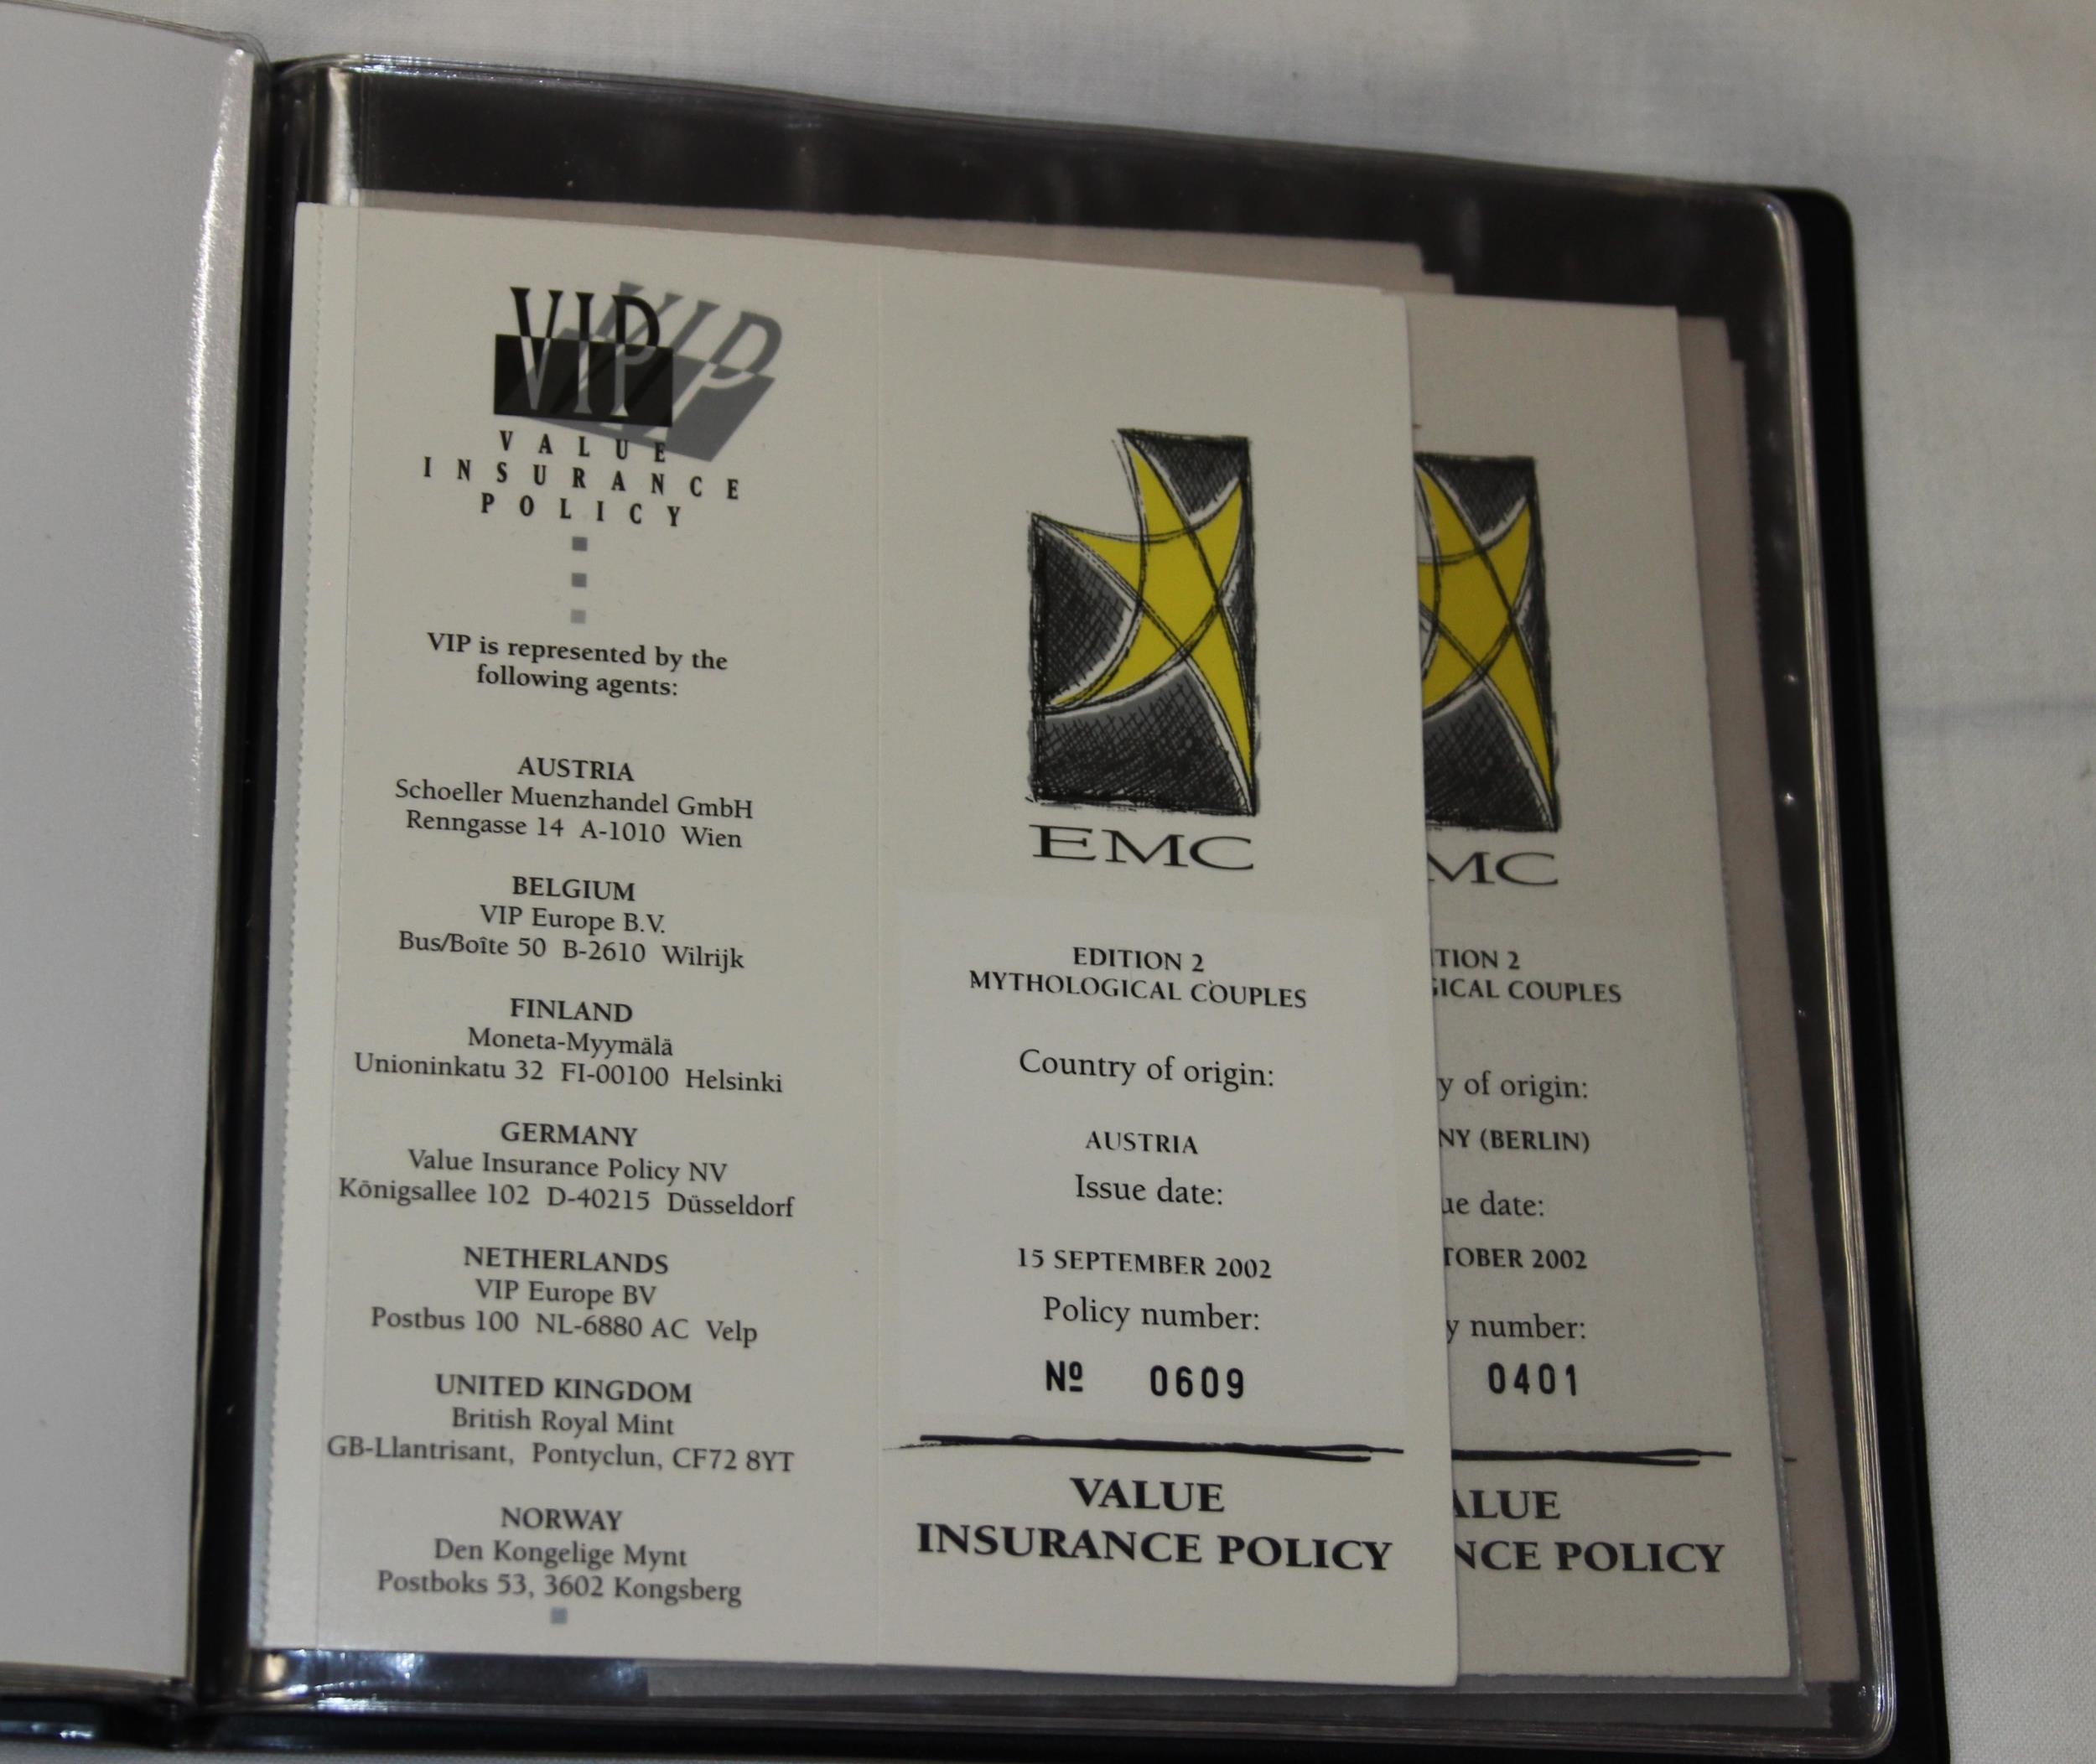 VIP
VIP
VALUE
INSURANCE
POLICY
VIP is represented by the
following agents:
AUSTRIA
Schoeller Muenzhandel GmbH
Renngasse 14 A-1010 Wien
BELGIUM
VIP Europe B.V.
Bus/Boîte 50 B-2610 Wilrijk
FINLAND
Moneta-Myymälä
Unioninkatu 32 FI-00100 Helsinki
GERMANY
Value Insurance Policy NV
Königsallee 102 D-40215 Düsseldorf
NETHERLANDS
VIP Europe BV
Postbus 100 NL-6880 AC Velp
UNITED KINGDOM
British Royal Mint
GB-Llantrisant, Pontyclun, CF72 8YT
NORWAY
Den Kongelige Mynt
Postboks 53, 3602 Kongsberg
EMC
EDITION 2
MYTHOLOGICAL COUPLES
Country of origin:
AUSTRIA
Issue date:
15 SEPTEMBER 2002
Policy number:
Nº 0609
VALUE
INSURANCE POLICY
MC
TION 2
ICAL COUPLES
y of origin:
NY (BERLIN)
ue date:
TOBER 2002
y number:
0401
ALUE
NCE POLICY